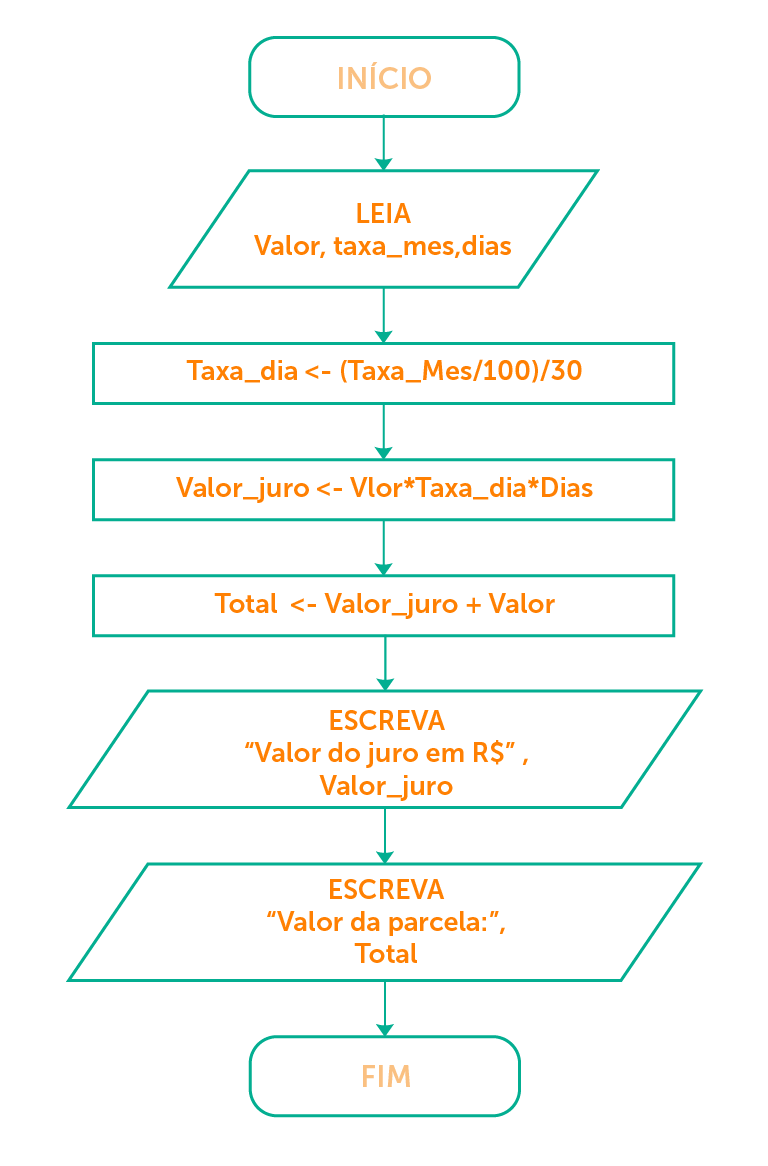 INÍCIO
LEIA
Valor, taxa_mes,dias
Taxa_dia <- (Taxa_Mes/100)/30
Valor_juro <- Vlor*Taxa_dia*Dias
Total <- Valor_juro + Valor
ESCREVA
“Valor do juro em R$” ,
Valor_juro
ESCREVA
“Valor da parcela:”,
Total
FIM